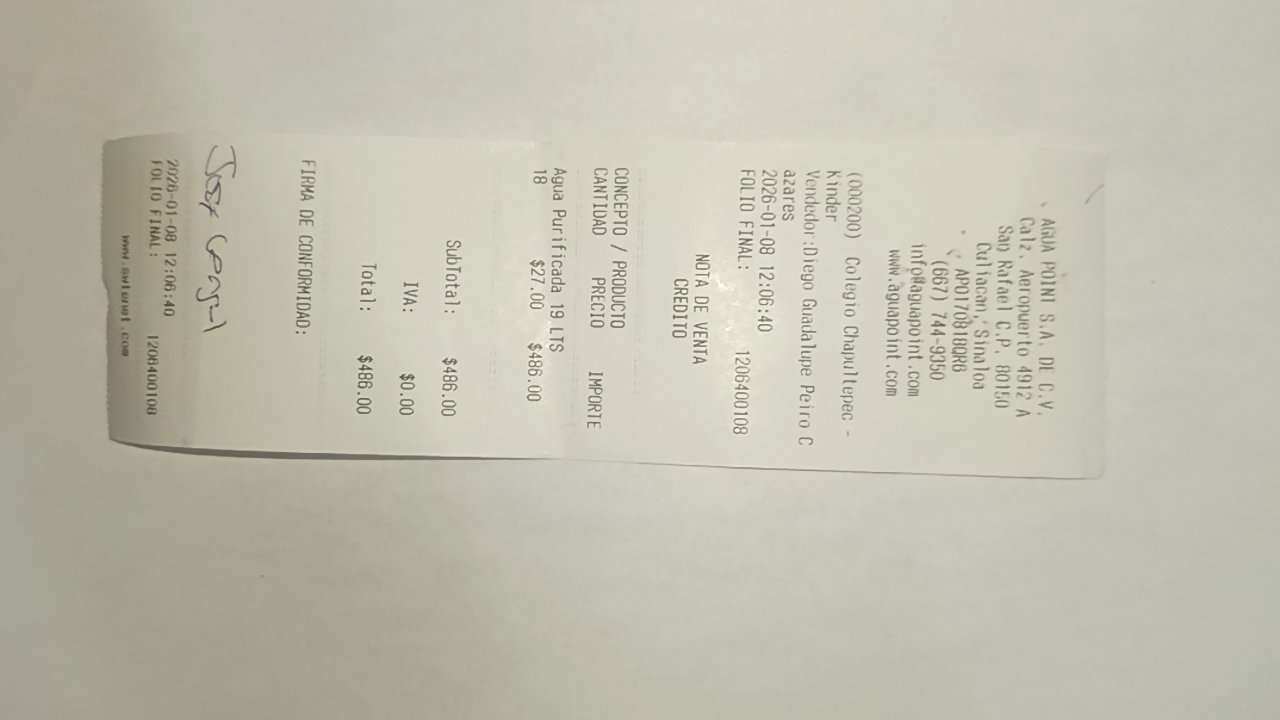 AGUA POINT S.A. DE C.V.
Calz. Aeropuerto 4912 A
San Rafael C.P. 80150
Culiacan, Sinaloa
APO170818QR6
(667) 744-9350
info@aguapoint.com
www.aguapoint.com
(000200) Colegio Chapultepec -
Kinder
Vendedor:Diego Guadalupe Peiro C
azares
2026-01-08 12:06:40
FOLIO FINAL: 1206400108
NOTA DE VENTA
CREDITO
CONCEPTO / PRODUCTO
CANTIDAD PRECIO IMPORTE
Agua Purificada 19 LTS
18 $27.00 $486.00
SubTotal: $486.00
IVA: $0.00
Total: $486.00
FIRMA DE CONFORMIDAD:
2026-01-08 12:06:40
FOLIO FINAL: 1206400108